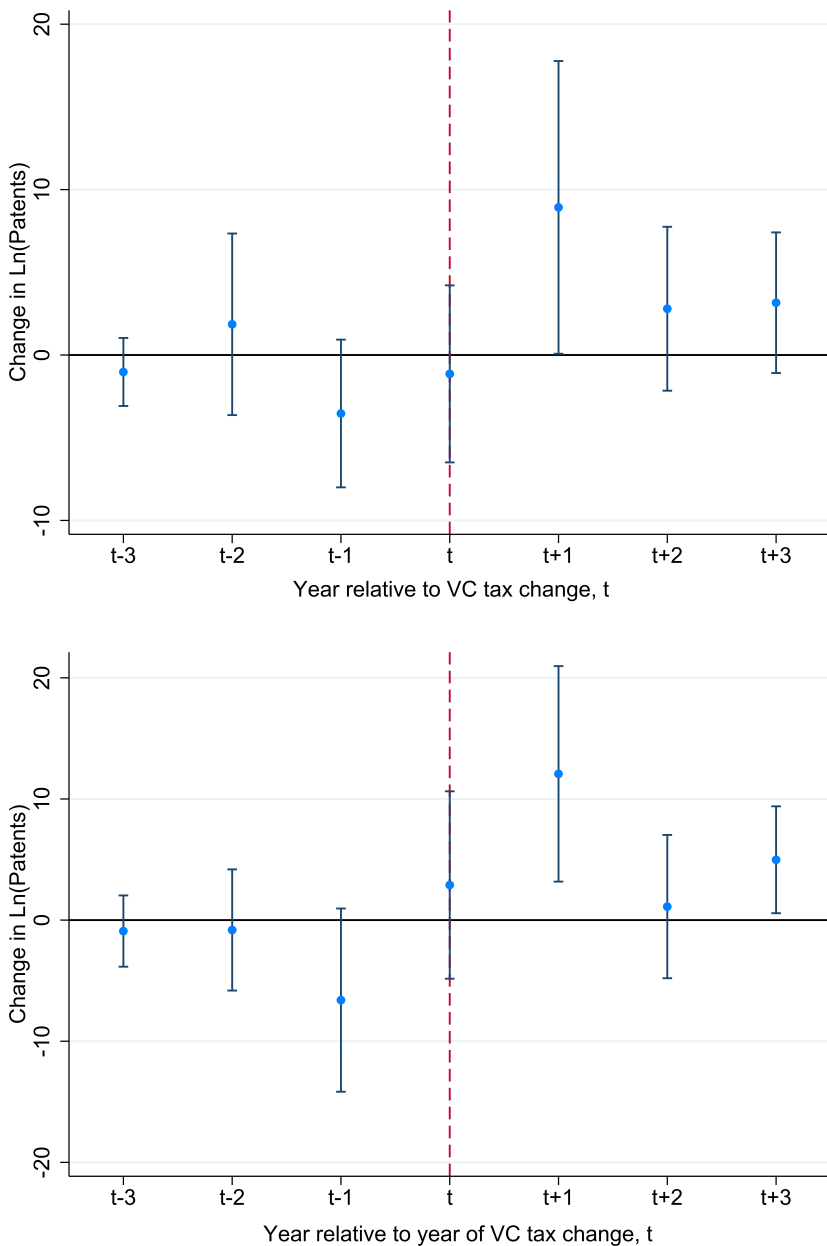 20
10
0
-10
Change in Ln(Patents)
t-3 t-2 t-1 t t+1 t+2 t+3
Year relative to VC tax change, t
20
10
0
-10
-20
Change in Ln(Patents)
t-3 t-2 t-1 t t+1 t+2 t+3
Year relative to year of VC tax change, t